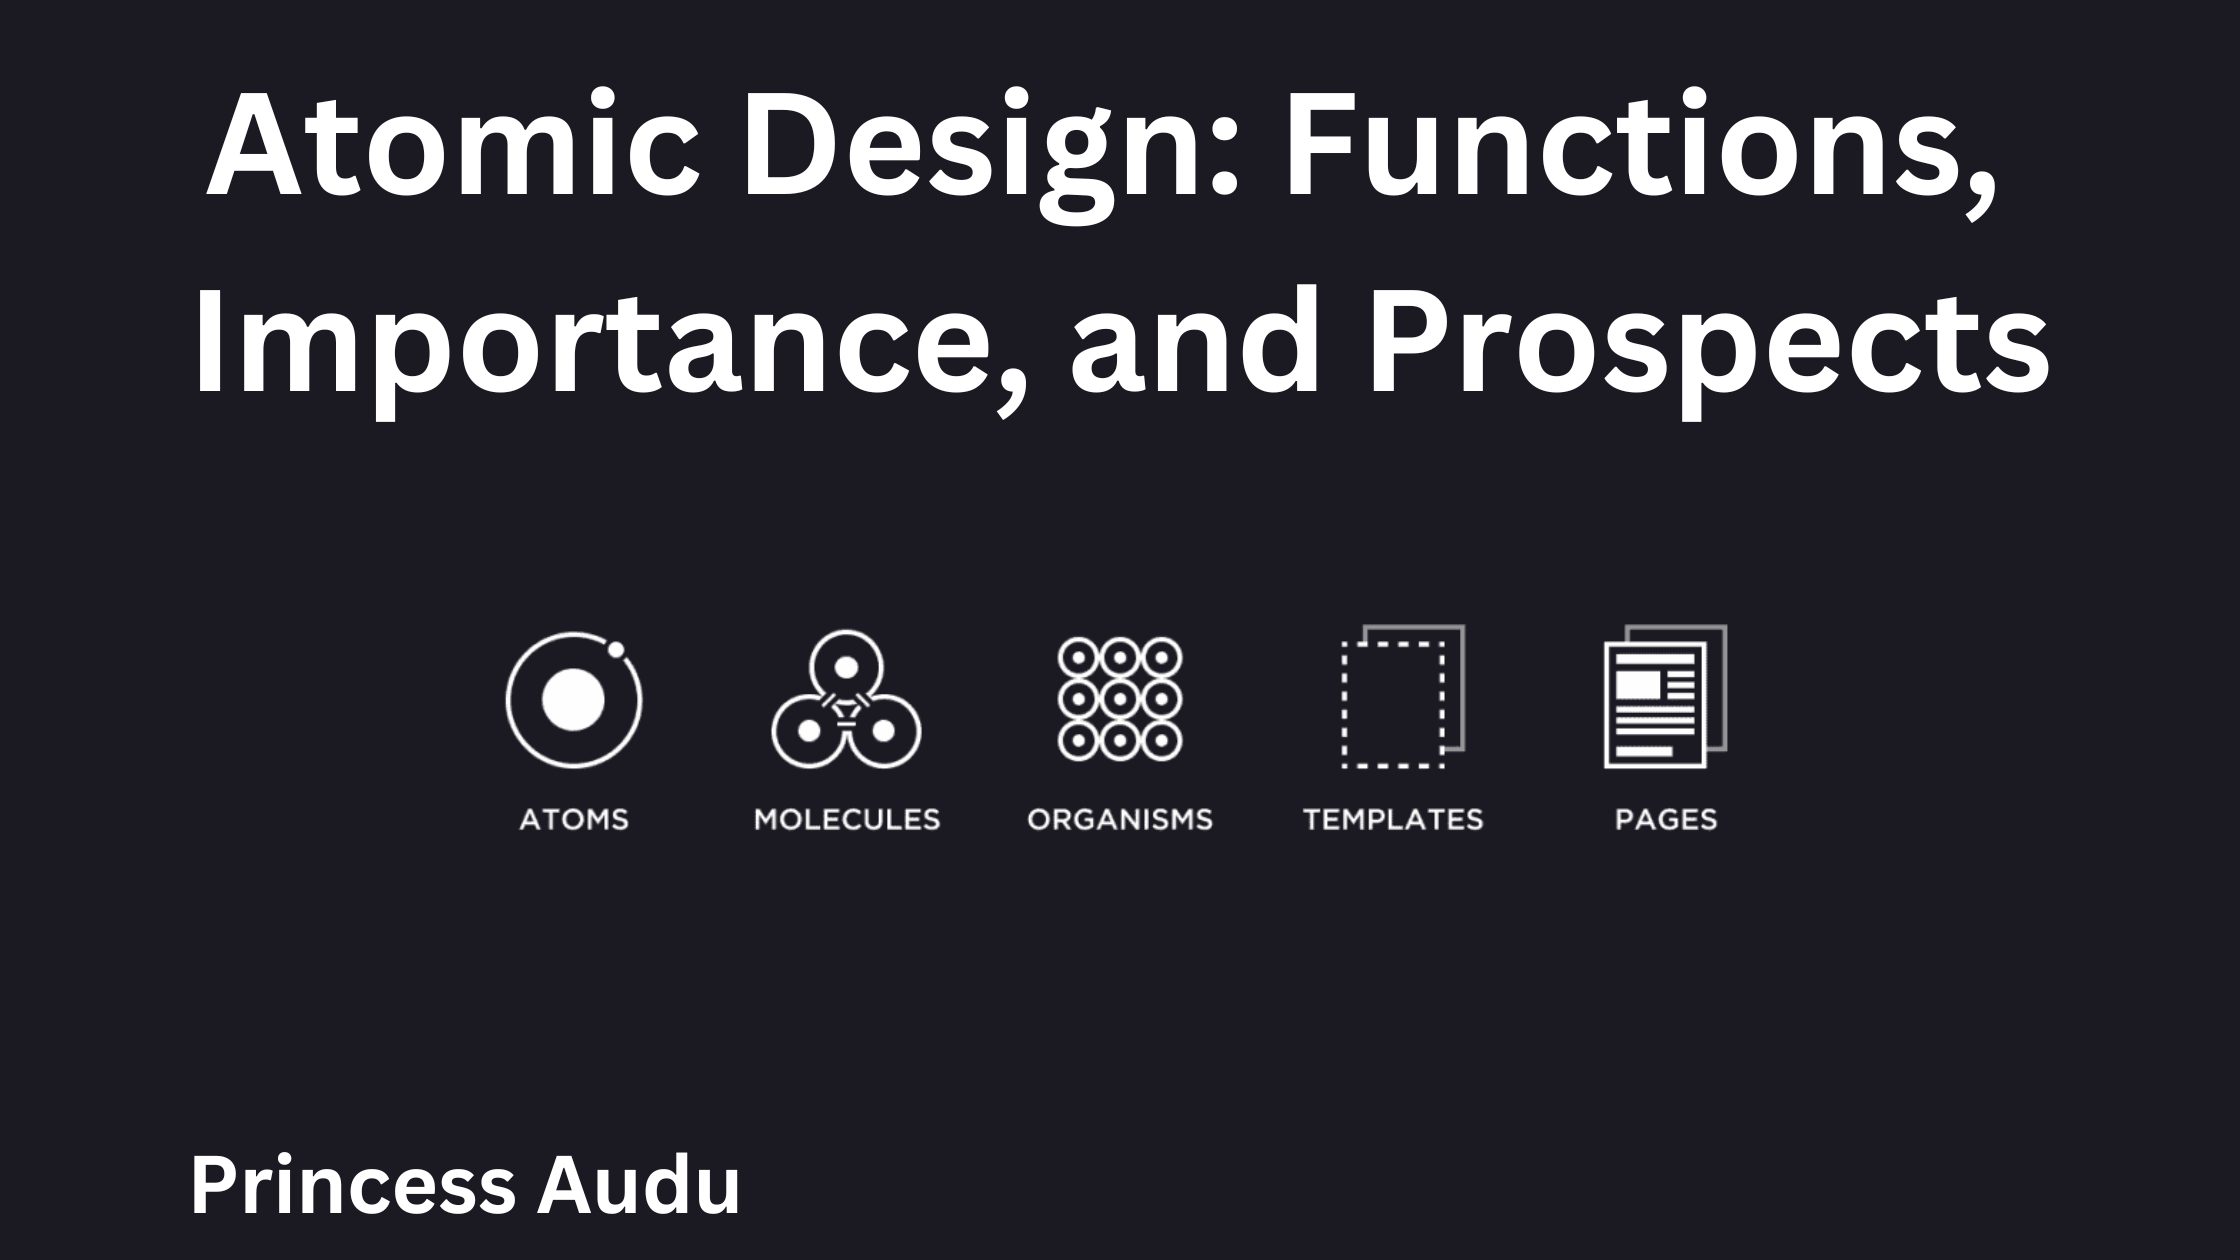 Atomic Design: Functions,
Importance, and Prospects
ATOMS MOLECULES ORGANISMS TEMPLATES PAGES
Princess Audu